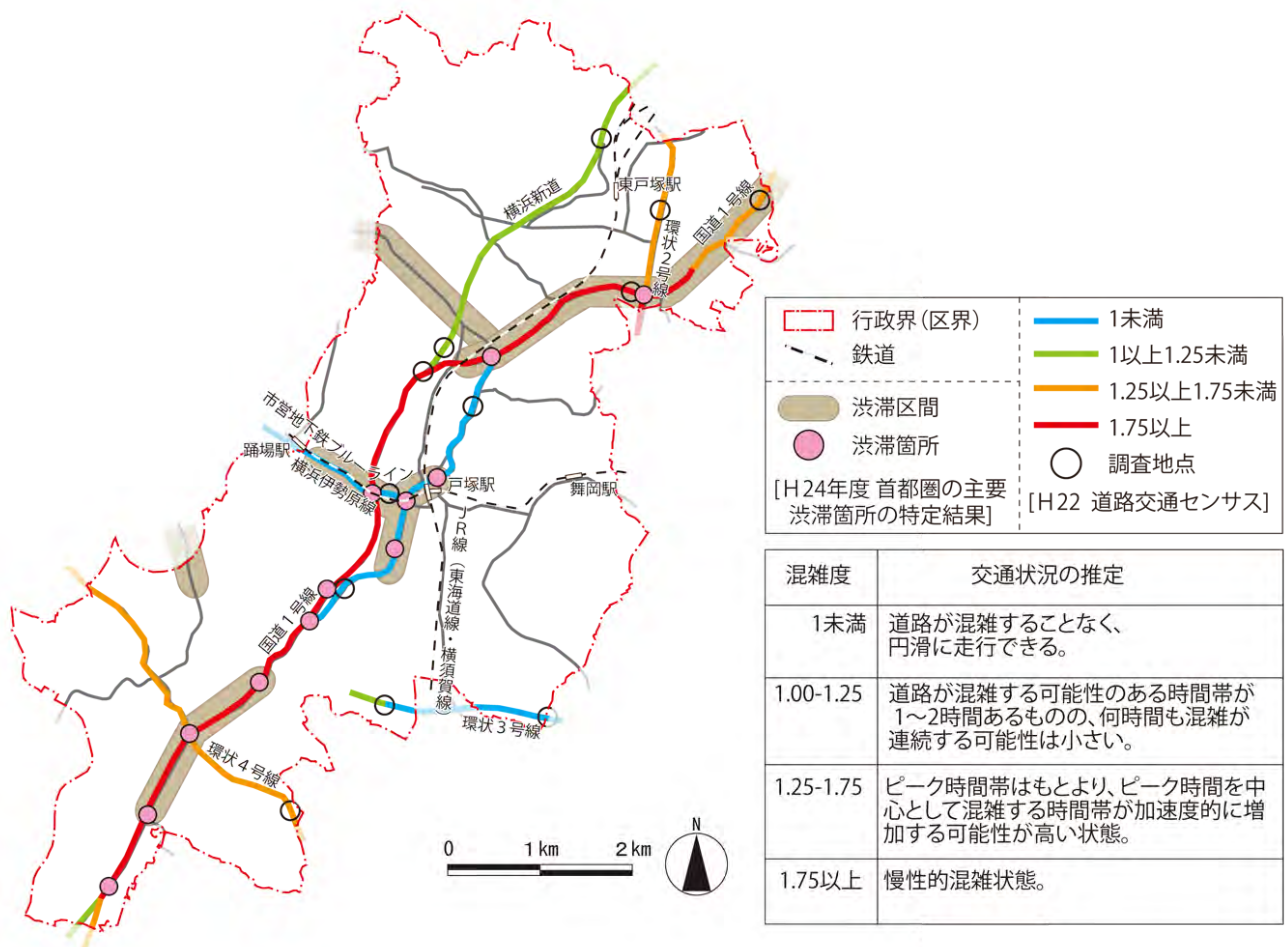 横浜新道
東戸塚駅
環状2号線
国道1号線
市営地下鉄ブルーライン
踊場駅
横浜伊勢原線
戸塚駅
舞岡駅
JR線(東海道線・横須賀線)
国道1号線
環状3号線
環状4号線
0 1km 2km
N
行政界(区界)
鉄道
渋滞区間
渋滞箇所
[H24年度 首都圏の主要
渋滞箇所の特定結果]
1未満
1以上1.25未満
1.25以上1.75未満
1.75以上
調査地点
[H22 道路交通センサス]
混雑度 交通状況の推定
1未満 道路が混雑することなく、
円滑に走行できる。
1.00-1.25 道路が混雑する可能性のある時間帯が
1~2時間あるものの、何時間も混雑が
連続する可能性は小さい。
1.25-1.75 ピーク時間帯はもとより、ピーク時間を中
心として混雑する時間帯が加速度的に増
加する可能性が高い状態。
1.75以上 慢性的混雑状態。